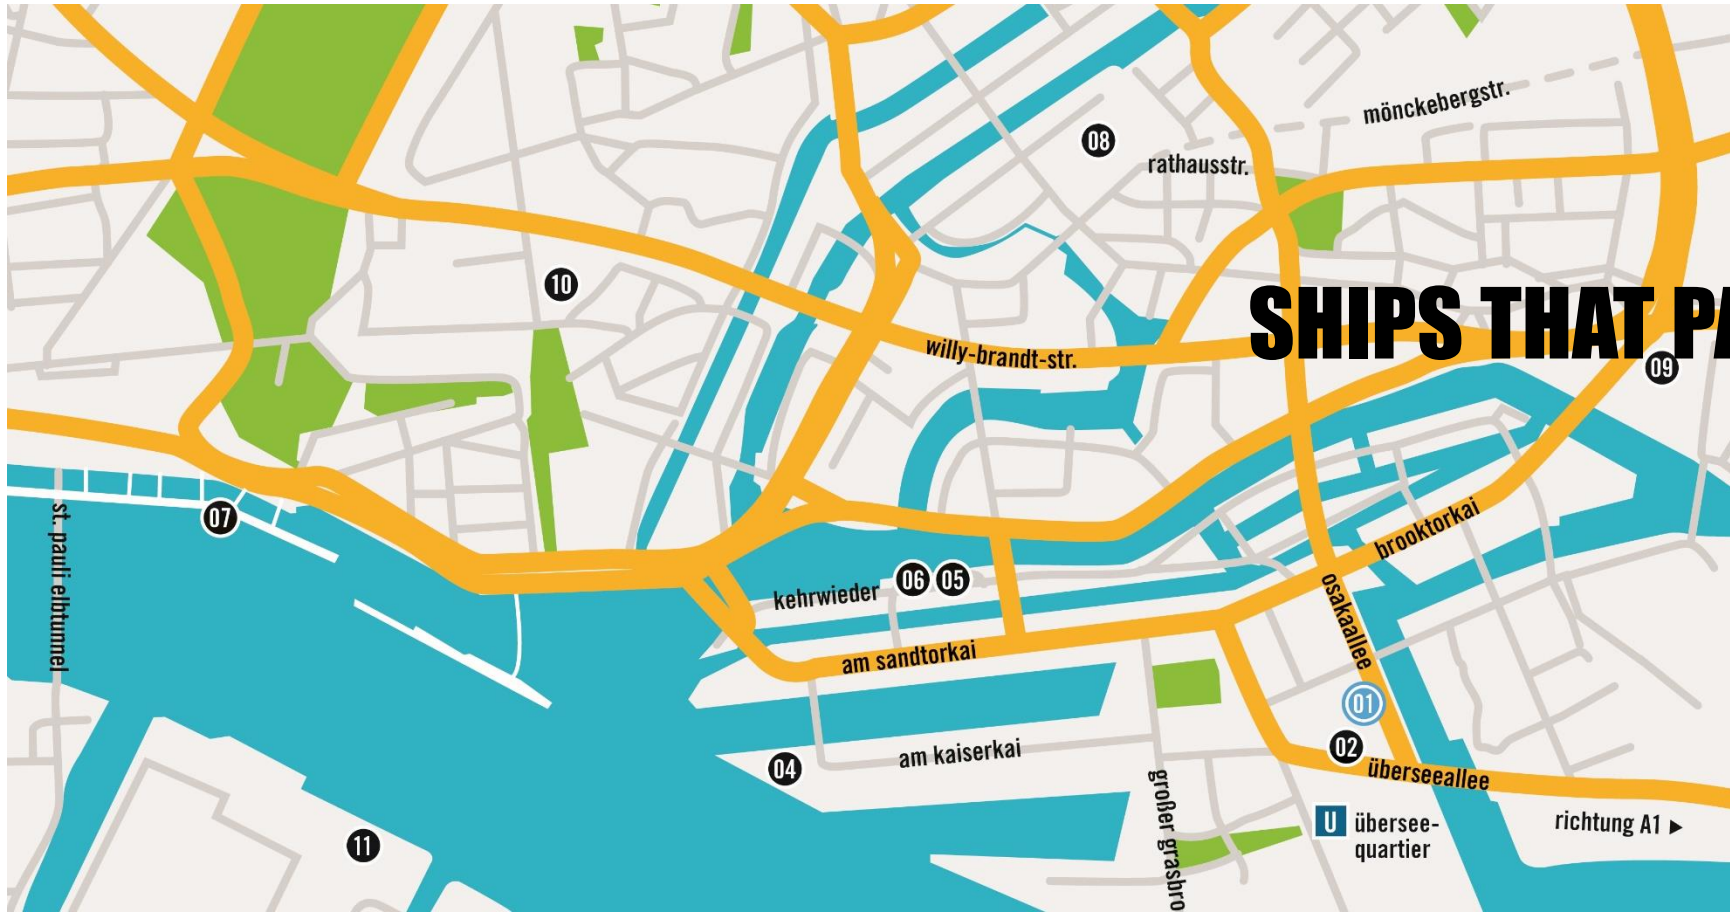 mönckebergstr.
08
rathausstr.
10
SHIPS THAT PA
willy-brandt-str.
09
07
st. pauli elbtunnel
brooktorkai
06 05
kehrwieder
osakaallee
am sandtorkai
01
02
am kaiserkai
04
überseeallee
großer grasbro
U übersee-
quartier
richtung A1
11